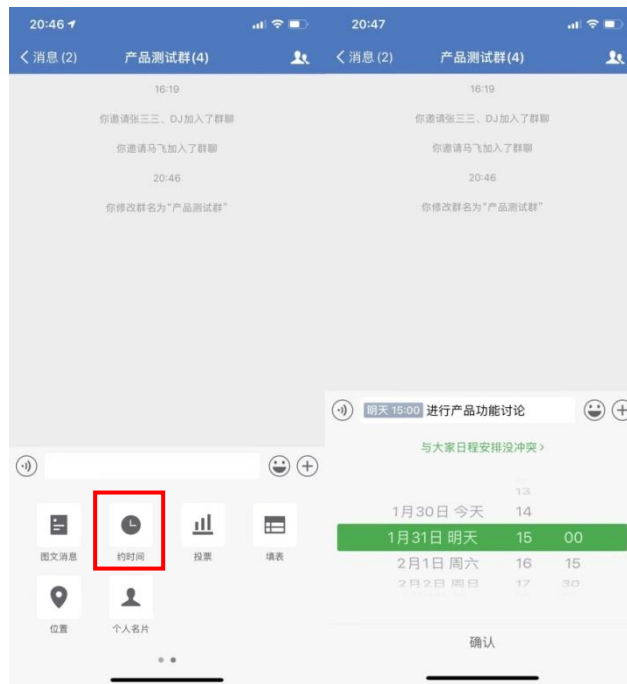 20:46
消息(2)
产品测试群(4)
16:19
你邀请张三三、DJ加入了群聊
你邀请马飞加入了群聊
20:46
你修改群名为"产品测试群"
图文消息
约时间
投票
填表
位置
个人名片
20:47
消息(2)
产品测试群(4)
16:19
你邀请张三三、DJ加入了群聊
你邀请马飞加入了群聊
20:46
你修改群名为"产品测试群"
明天 15:00 进行产品功能讨论
与大家日程安排没冲突>
13
1月30日 今天 14
1月31日 明天 15 00
2月1日 周六 16 15
2月2日 周日 17 30
确认